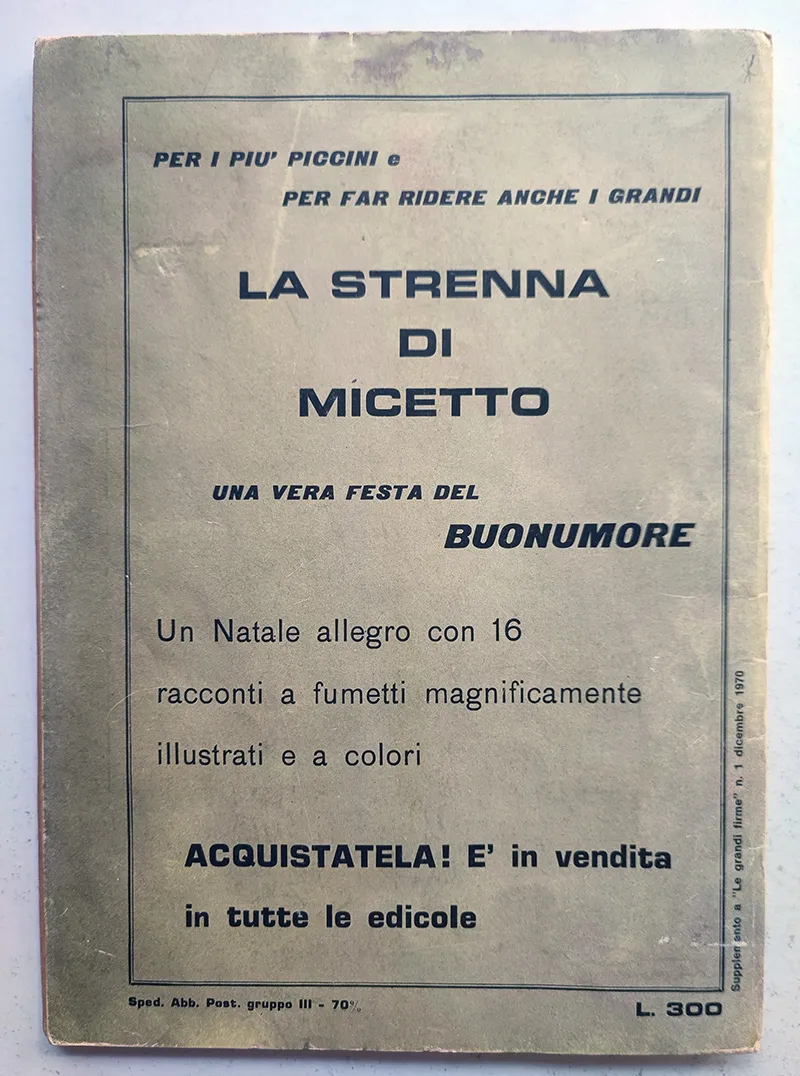 PER I PIU' PICCINI e
PER FAR RIDERE ANCHE I GRANDI
LA STRENNA
DI
MICETTO
UNA VERA FESTA DEL
BUONUMORE
Un Natale allegro con 16
racconti a fumetti magnificamente
illustrati e a colori
ACQUISTATELA! E' in vendita
in tutte le edicole
Sped. Abb. Post. gruppo III - 70%
L. 300
Supplemento a "Le grandi firme" n. 1 dicembre 1970